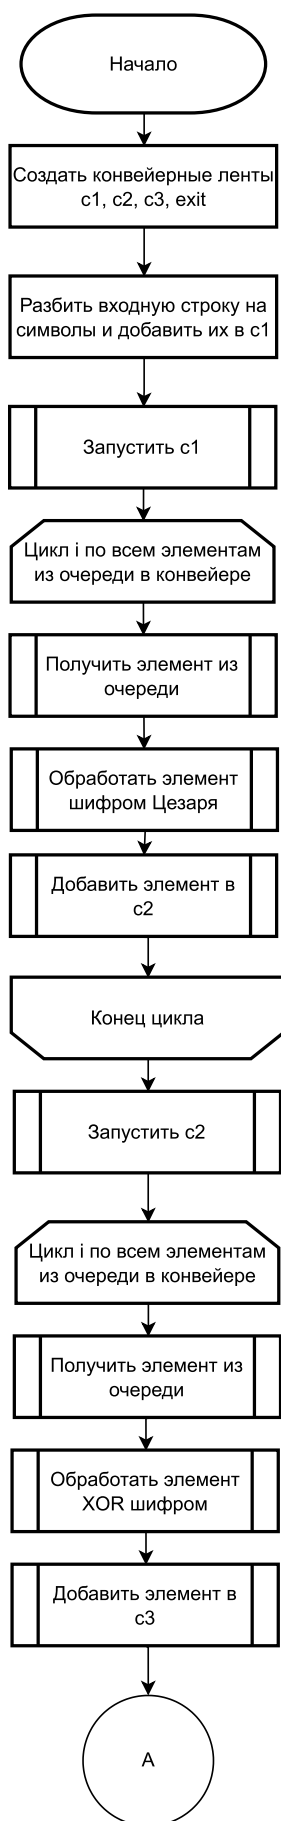 Начало
Создать конвейерные ленты
c1, c2, c3, exit
Разбить входную строку на
символы и добавить их в c1
Запустить c1
Цикл i по всем элементам
из очереди в конвейере
Получить элемент из
очереди
Обработать элемент
шифром Цезаря
Добавить элемент в
c2
Конец цикла
Запустить c2
Цикл i по всем элементам
из очереди в конвейере
Получить элемент из
очереди
Обработать элемент
XOR шифром
Добавить элемент в
c3
А